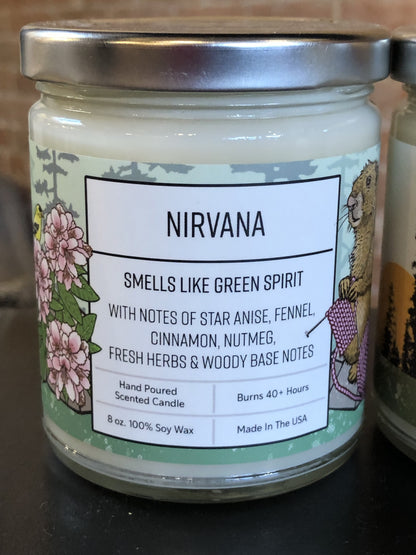 NIRVANA
SMELLS LIKE GREEN SPIRIT
WITH NOTES OF STAR ANISE, FENNEL,
CINNAMON, NUTMEG,
FRESH HERBS & WOODY BASE NOTES
Hand Poured
Scented Candle
Burns 40+ Hours
8 oz. 100% Soy Wax
Made In The USA